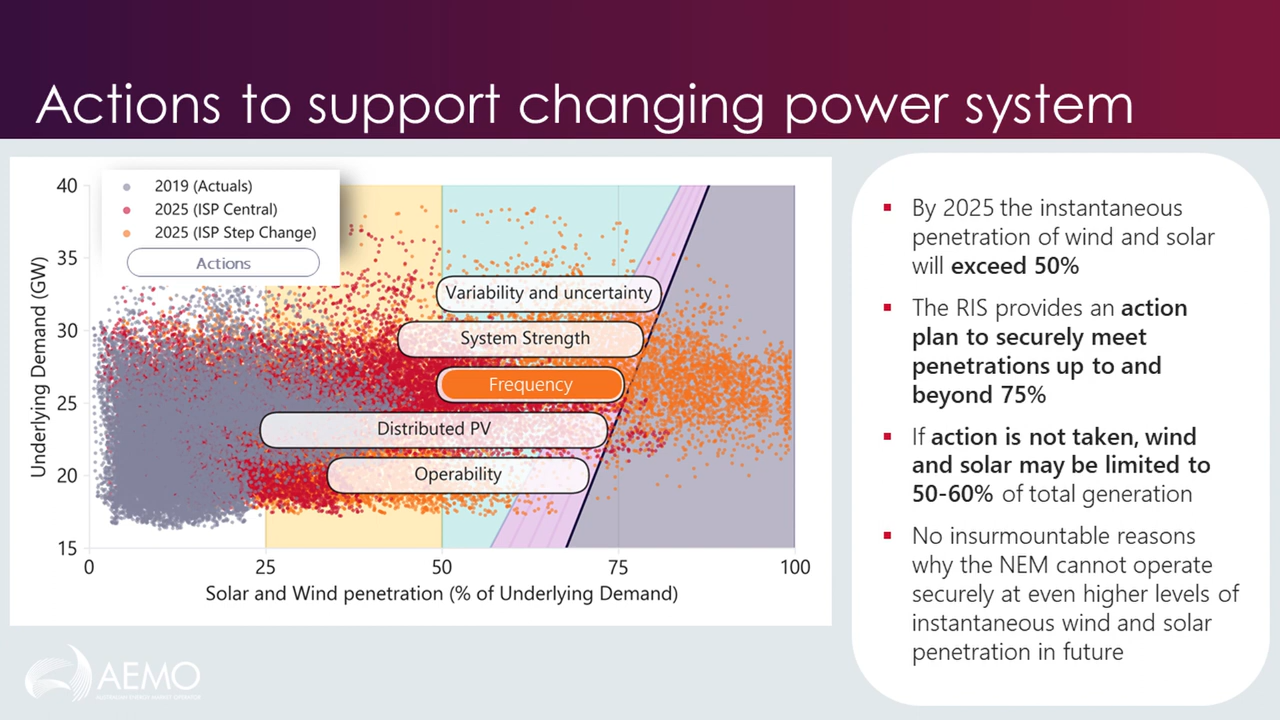 Actions to support changing power system
2019 (Actuals)
2025 (ISP Central)
2025 (ISP Step Change)
Actions
40
35
30
25
20
15
Underlying Demand (GW)
Variability and uncertainty
System Strength
Frequency
Distributed PV
Operability
0
25
50
75
100
Solar and Wind penetration (% of Underlying Demand)
▪ By 2025 the instantaneous
penetration of wind and solar
will exceed 50%
▪ The RIS provides an action
plan to securely meet
penetrations up to and
beyond 75%
▪ If action is not taken, wind
and solar may be limited to
50-60% of total generation
▪ No insurmountable reasons
why the NEM cannot operate
securely at even higher levels of
instantaneous wind and solar
penetration in future
AEMO
AUSTRALIAN ENERGY MARKET OPERATOR